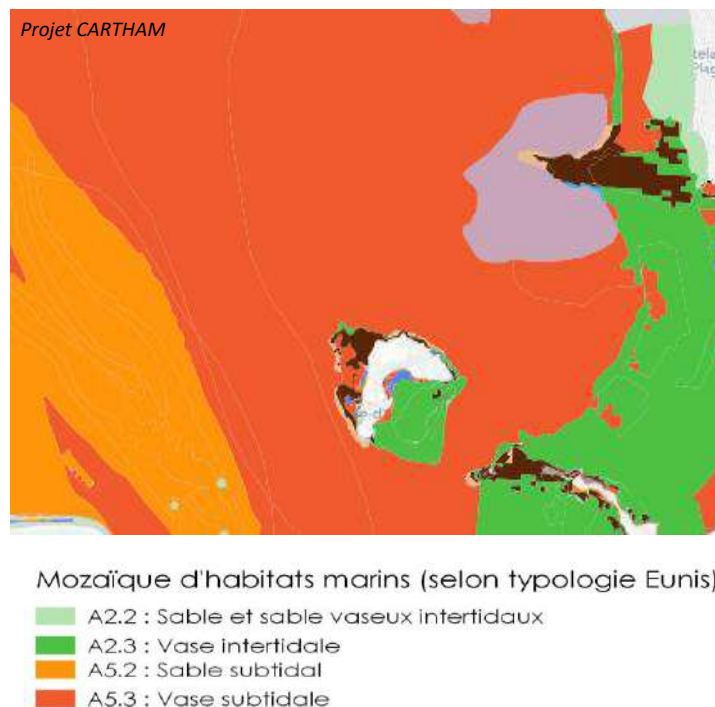 Projet CARTHAM
Mozaïque d'habitats marins (selon typologie Eunis)
A2.2 : Sable et sable vaseux intertidaux
A2.3 : Vase intertidale
A5.2 : Sable subtidal
A5.3 : Vase subtidale